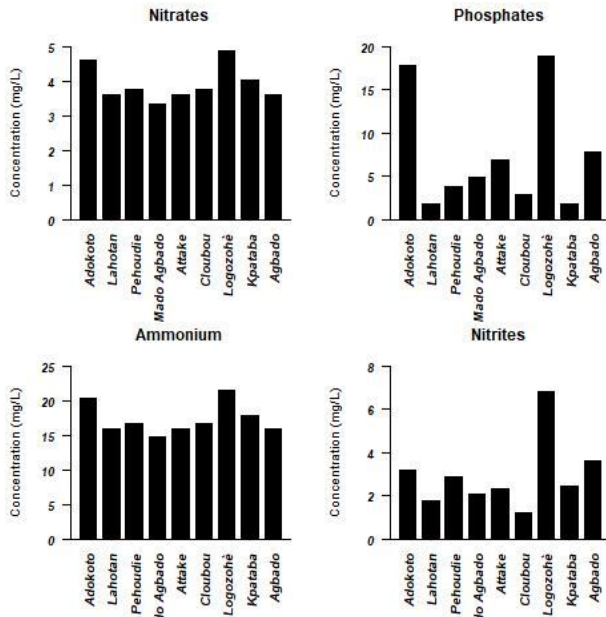 Nitrates
Concentration (mg/L)
5
4
3
2
1
0
Adokoto
Lahotan
Pehoudie
Mado Agbado
Attake
Cloubou
Logozohè
Kpataba
Agbado
Phosphates
Concentration (mg/L)
20
15
10
5
0
Adokoto
Lahotan
Pehoudie
Mado Agbado
Attake
Cloubou
Logozohè
Kpataba
Agbado
Ammonium
Concentration (mg/L)
25
20
15
10
5
0
Adokoto
Lahotan
Pehoudie
lo Agbado
Attake
Cloubou
Logozohè
Kpataba
Agbado
Nitrites
Concentration (mg/L)
8
6
4
2
0
Adokoto
Lahotan
Pehoudie
lo Agbado
Attake
Cloubou
Logozohè
Kpataba
Agbado